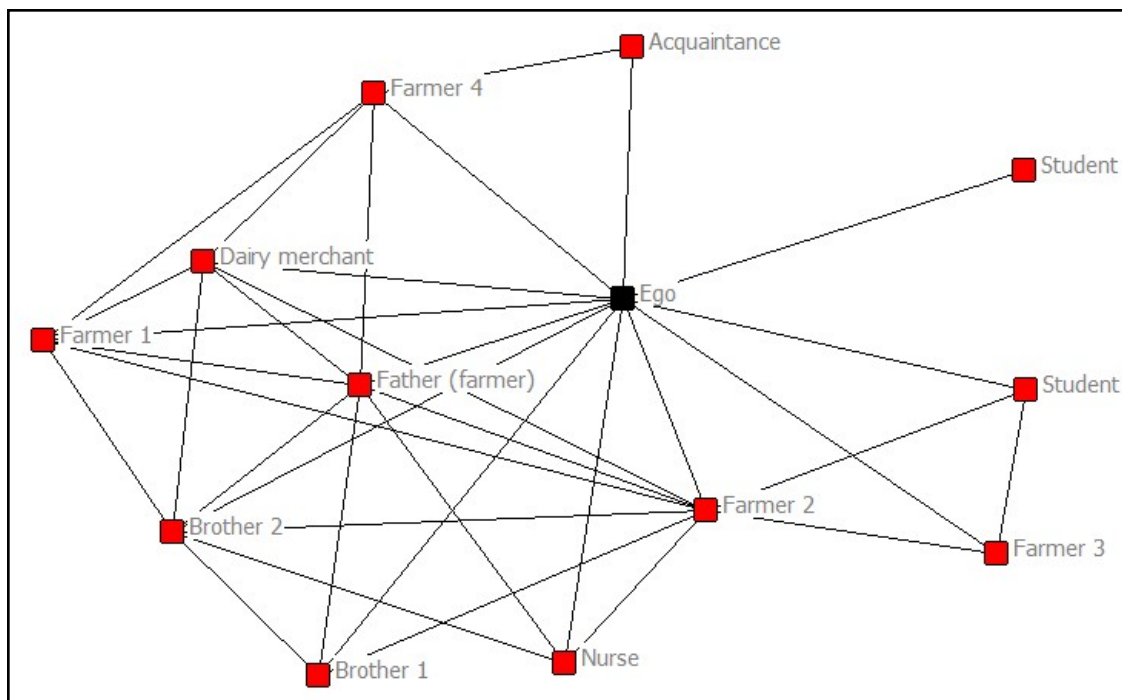 Acquaintance
Farmer 4
Student
Dairy merchant
Ego
Farmer 1
Father (farmer)
Student
Farmer 2
Brother 2
Farmer 3
Nurse
Brother 1